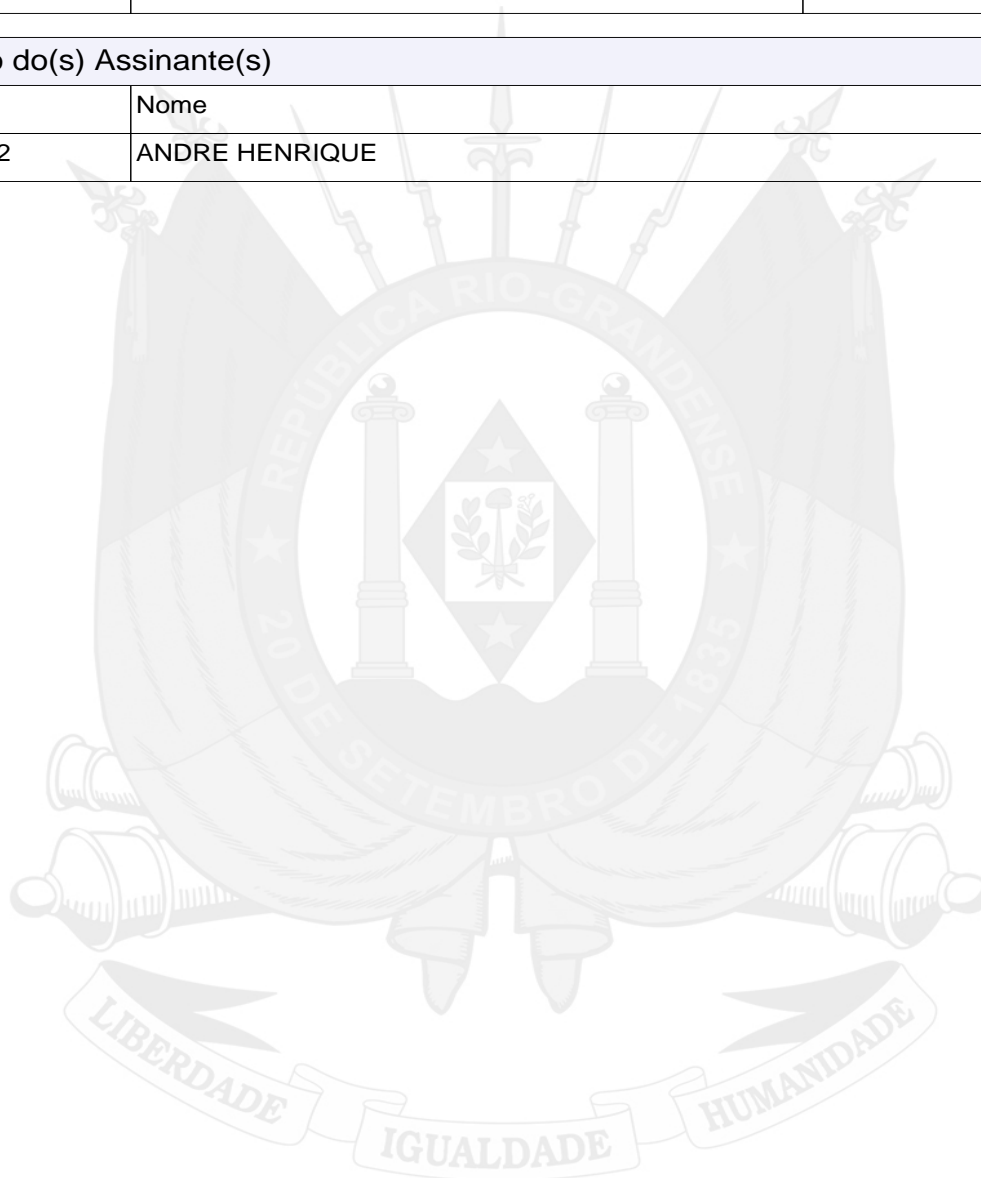 o do(s) Assinante(s)
Nome
2 ANDRE HENRIQUE
REPÚBLICA RIO-GRANDENSE
★ 20 DE SETEMBRO DE 1835 ★
LIBERDADE IGUALDADE HUMANIDADE